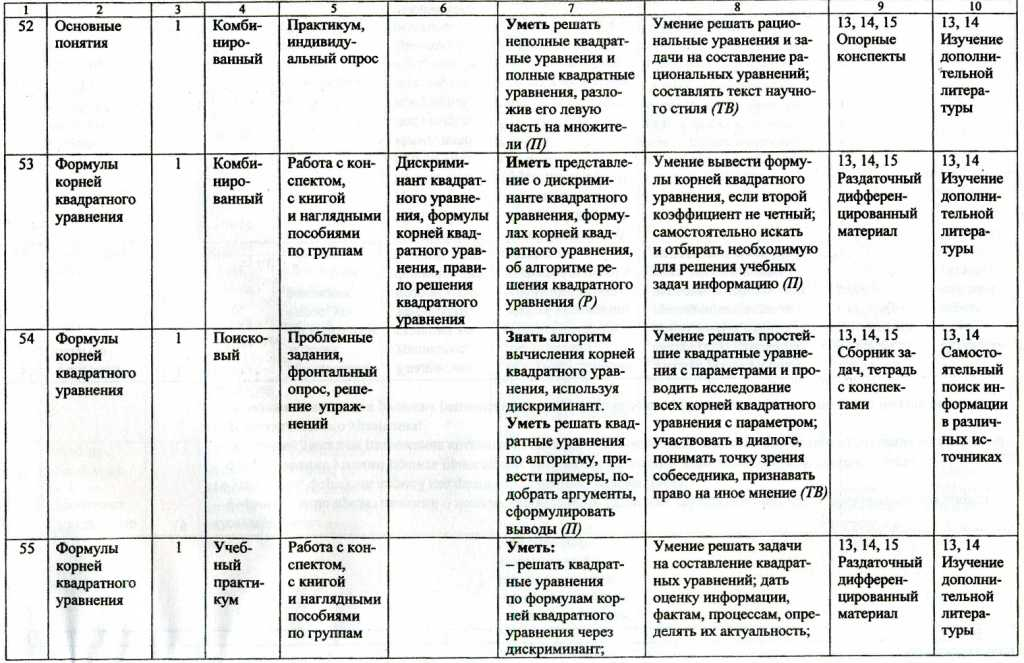 1 2 3 4 5 6 7 8 9 10
52 Основные 1 Комби- Практикум, Уметь решать Умение решать рацио- 13, 14, 15 13, 14
понятия ниро- индивиду- неполные квадрат- нальные уравнения и за- Опорные Изучение
ванный альный опрос ные уравнения и дачи на составление ра- конспекты дополни-
полные квадратные циональных уравнений; тельной
уравнения, разло- составлять текст научно- литера-
жив его левую го стиля (ТВ) туры
часть на множите-
ли (П)
53 Формулы 1 Комби- Работа с кон- Дискрими- Иметь представле- Умение вывести форму- 13, 14, 15 13, 14
корней ниро- спектом, нант квадрат- ние о дискрими- лы корней квадратного Раздаточный Изучение
квадратного ванный с книгой ного уравне- нанте квадратного уравнения, если второй дифферен- дополни-
уравнения и наглядными ния, формулы уравнения, форму- коэффициент не четный; цированный тельной
пособиями корней квад- лах корней квад- самостоятельно искать материал литера-
по группам ратного урав- ратного уравнения, и отбирать необходимую туры
нения, прави- об алгоритме ре- для решения учебных
ло решения шения квадратного задач информацию (П)
квадратного уравнения (Р)
уравнения
54 Формулы 1 Поиско- Проблемные Знать алгоритм Умение решать простей- 13, 14, 15 13, 14
корней вый задания, вычисления корней шие квадратные уравне- Сборник за- Самосто-
квадратного фронтальный квадратного урав- ния с параметрами и про- дач, тетрадь ятельный
уравнения опрос, реше- нения, используя водить исследование с конспек- поиск ин-
ние упраж- дискриминант. всех корней квадратного тами формации
нений Уметь решать квад- уравнения с параметром; в различ-
ратные уравнения участвовать в диалоге, ных ис-
по алгоритму, при- понимать точку зрения точниках
вести примеры, по- собеседника, признавать
добрать аргументы, право на иное мнение (ТВ)
сформулировать
выводы (П)
55 Формулы 1 Учеб- Работа с кон- Уметь: Умение решать задачи 13, 14, 15 13, 14
корней ный спектом, – решать квадрат- на составление квадрат- Раздаточный Изучение
квадратного практи- с книгой ные уравнения ных уравнений; дать дифферен- дополни-
уравнения кум и наглядными по формулам кор- оценку информации, цированный тельной
пособиями ней квадратного фактам, процессам, опре- материал литера-
по группам уравнения через делять их актуальность; туры
дискриминант;